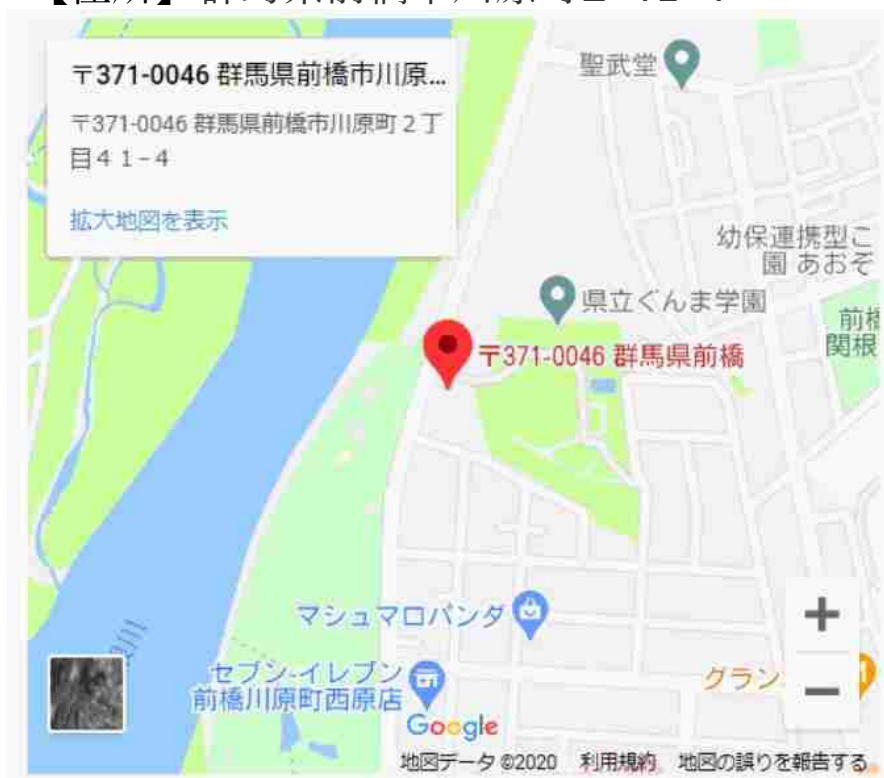 〒371-0046 群馬県前橋市川原...
〒371-0046 群馬県前橋市川原町2丁
目41-4
拡大地図を表示
聖武堂
幼保連携型こ
園 あおぞ
県立ぐんま学園
前橋
関根
〒371-0046 群馬県前橋
マシュマロパンダ
セブン-イレブン
前橋川原町西原店
グラン
Google
地図データ ©2020 利用規約 地図の誤りを報告する